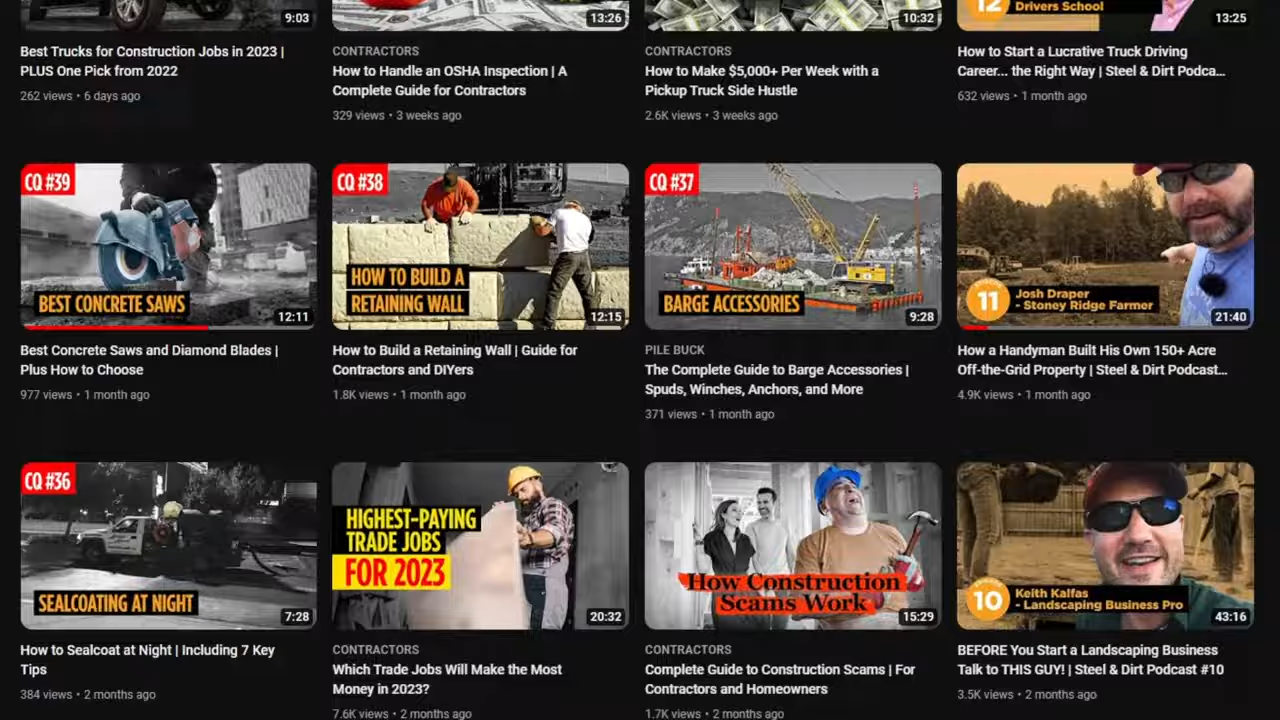 9:03
13:26
10:32
12
Drivers School
13:25
Best Trucks for Construction Jobs in 2023 |
PLUS One Pick from 2022
262 views • 6 days ago
CONTRACTORS
How to Handle an OSHA Inspection | A
Complete Guide for Contractors
329 views • 3 weeks ago
CONTRACTORS
How to Make $5,000+ Per Week with a
Pickup Truck Side Hustle
2.6K views • 3 weeks ago
How to Start a Lucrative Truck Driving
Career... the Right Way | Steel & Dirt Podca...
632 views • 1 month ago
CQ #39
BEST CONCRETE SAWS
12:11
CQ #38
HOW TO BUILD A
RETAINING WALL
12:15
CQ #37
BARGE ACCESSORIES
9:28
EPISODE
11
Josh Draper
- Stoney Ridge Farmer
21:40
Best Concrete Saws and Diamond Blades |
Plus How to Choose
977 views • 1 month ago
How to Build a Retaining Wall | Guide for
Contractors and DIYers
1.8K views • 1 month ago
PILE BUCK
The Complete Guide to Barge Accessories |
Spuds, Winches, Anchors, and More
371 views • 1 month ago
How a Handyman Built His Own 150+ Acre
Off-the-Grid Property | Steel & Dirt Podcast...
4.9K views • 1 month ago
CQ #36
SEALCOATING AT NIGHT
7:28
HIGHEST-PAYING
TRADE JOBS
FOR 2023
20:32
How Construction
Scams Work
15:29
EPISODE
10
Keith Kalfas
- Landscaping Business Pro
43:16
How to Sealcoat at Night | Including 7 Key
Tips
384 views • 2 months ago
CONTRACTORS
Which Trade Jobs Will Make the Most
Money in 2023?
7.6K views • 2 months ago
CONTRACTORS
Complete Guide to Construction Scams | For
Contractors and Homeowners
1.7K views • 2 months ago
BEFORE You Start a Landscaping Business
Talk to THIS GUY! | Steel & Dirt Podcast #10
3.5K views • 2 months ago